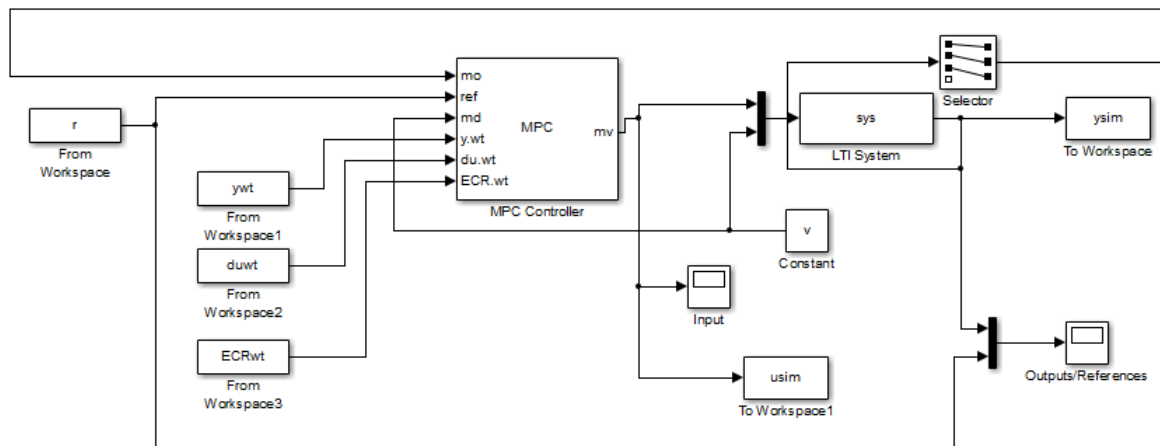 mo
ref
md
y.wt
du.wt
ECR.wt
MPC
mv
MPC Controller
r
From
Workspace
ywt
From
Workspace1
duwt
From
Workspace2
ECRwt
From
Workspace3
Selector
sys
LTI System
ysim
To Workspace
v
Constant
Input
usim
To Workspace1
Outputs/References